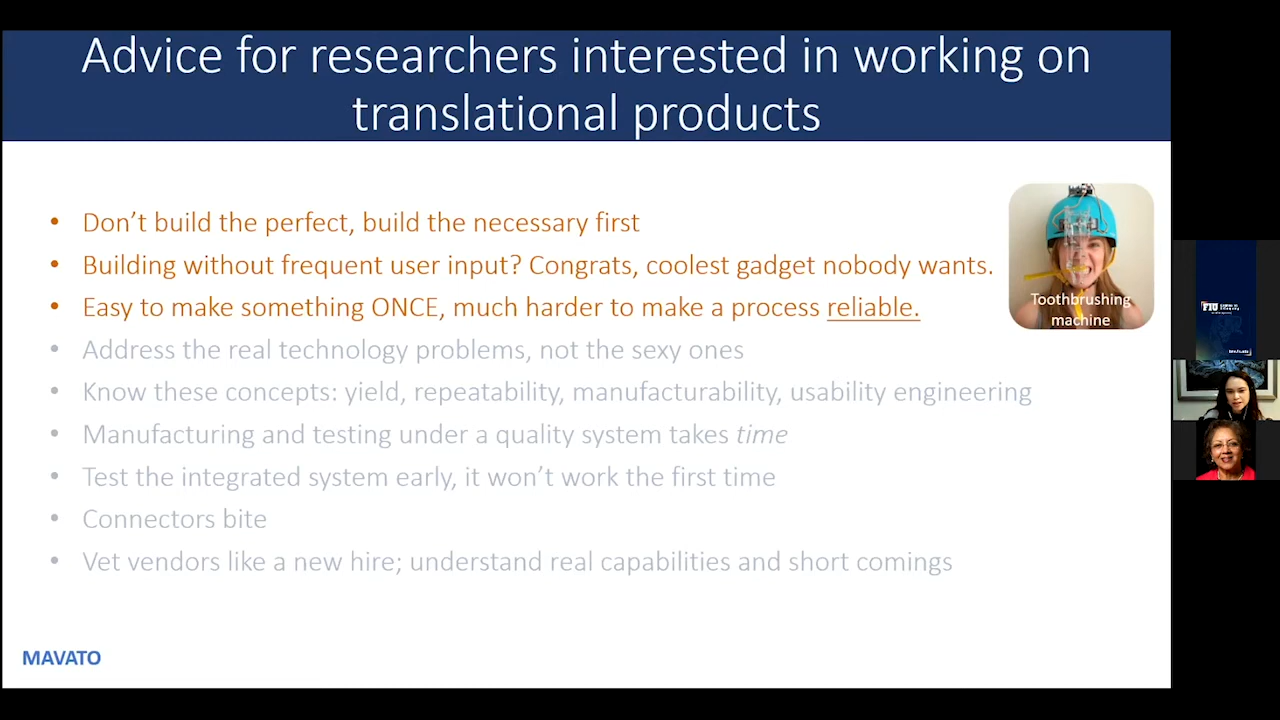 Advice for researchers interested in working on
translational products
• Don’t build the perfect, build the necessary first
• Building without frequent user input? Congrats, coolest gadget nobody wants.
• Easy to make something ONCE, much harder to make a process reliable.
• Address the real technology problems, not the sexy ones
• Know these concepts: yield, repeatability, manufacturability, usability engineering
• Manufacturing and testing under a quality system takes time
• Test the integrated system early, it won’t work the first time
• Connectors bite
• Vet vendors like a new hire; understand real capabilities and short comings
Toothbrushing
machine
MAVATO
FIU